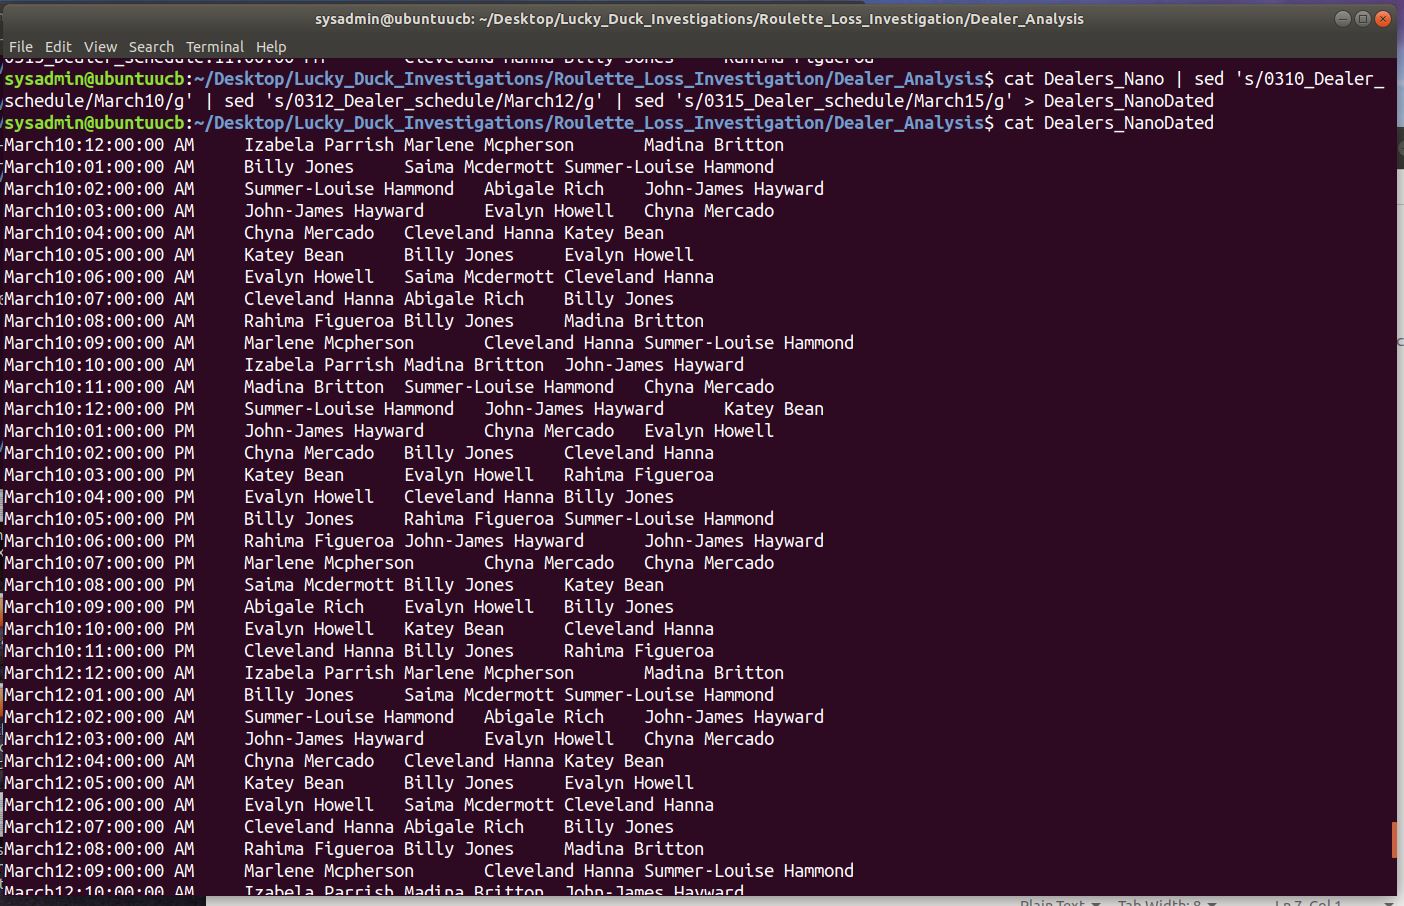 sysadmin@ubuntuucb: ~/Desktop/Lucky_Duck_Investigations/Roulette_Loss_Investigation/Dealer_Analysis
File Edit View Search Terminal Help
0315_Dealer_schedule:11:00:00 PM Cleveland Hanna Billy Jones Rahima Figueroa
sysadmin@ubuntuucb:~/Desktop/Lucky_Duck_Investigations/Roulette_Loss_Investigation/Dealer_Analysis$ cat Dealers_Nano | sed 's/0310_Dealer_
schedule/March10/g' | sed 's/0312_Dealer_schedule/March12/g' | sed 's/0315_Dealer_schedule/March15/g' > Dealers_NanoDated
sysadmin@ubuntuucb:~/Desktop/Lucky_Duck_Investigations/Roulette_Loss_Investigation/Dealer_Analysis$ cat Dealers_NanoDated
March10:12:00:00 AM Izabela Parrish Marlene Mcpherson Madina Britton
March10:01:00:00 AM Billy Jones Saima Mcdermott Summer-Louise Hammond
March10:02:00:00 AM Summer-Louise Hammond Abigale Rich John-James Hayward
March10:03:00:00 AM John-James Hayward Evalyn Howell Chyna Mercado
March10:04:00:00 AM Chyna Mercado Cleveland Hanna Katey Bean
March10:05:00:00 AM Katey Bean Billy Jones Evalyn Howell
March10:06:00:00 AM Evalyn Howell Saima Mcdermott Cleveland Hanna
March10:07:00:00 AM Cleveland Hanna Abigale Rich Billy Jones
March10:08:00:00 AM Rahima Figueroa Billy Jones Madina Britton
March10:09:00:00 AM Marlene Mcpherson Cleveland Hanna Summer-Louise Hammond
March10:10:00:00 AM Izabela Parrish Madina Britton John-James Hayward
March10:11:00:00 AM Madina Britton Summer-Louise Hammond Chyna Mercado
March10:12:00:00 PM Summer-Louise Hammond John-James Hayward Katey Bean
March10:01:00:00 PM John-James Hayward Chyna Mercado Evalyn Howell
March10:02:00:00 PM Chyna Mercado Billy Jones Cleveland Hanna
March10:03:00:00 PM Katey Bean Evalyn Howell Rahima Figueroa
March10:04:00:00 PM Evalyn Howell Cleveland Hanna Billy Jones
March10:05:00:00 PM Billy Jones Rahima Figueroa Summer-Louise Hammond
March10:06:00:00 PM Rahima Figueroa John-James Hayward John-James Hayward
March10:07:00:00 PM Marlene Mcpherson Chyna Mercado Chyna Mercado
March10:08:00:00 PM Saima Mcdermott Billy Jones Katey Bean
March10:09:00:00 PM Abigale Rich Evalyn Howell Billy Jones
March10:10:00:00 PM Evalyn Howell Katey Bean Cleveland Hanna
March10:11:00:00 PM Cleveland Hanna Billy Jones Rahima Figueroa
March12:12:00:00 AM Izabela Parrish Marlene Mcpherson Madina Britton
March12:01:00:00 AM Billy Jones Saima Mcdermott Summer-Louise Hammond
March12:02:00:00 AM Summer-Louise Hammond Abigale Rich John-James Hayward
March12:03:00:00 AM John-James Hayward Evalyn Howell Chyna Mercado
March12:04:00:00 AM Chyna Mercado Cleveland Hanna Katey Bean
March12:05:00:00 AM Katey Bean Billy Jones Evalyn Howell
March12:06:00:00 AM Evalyn Howell Saima Mcdermott Cleveland Hanna
March12:07:00:00 AM Cleveland Hanna Abigale Rich Billy Jones
March12:08:00:00 AM Rahima Figueroa Billy Jones Madina Britton
March12:09:00:00 AM Marlene Mcpherson Cleveland Hanna Summer-Louise Hammond
March12:10:00:00 AM Izabela Parrish Madina Britton John-James Hayward
Plain Text Tab Width: 8 Ln 7, Col 1